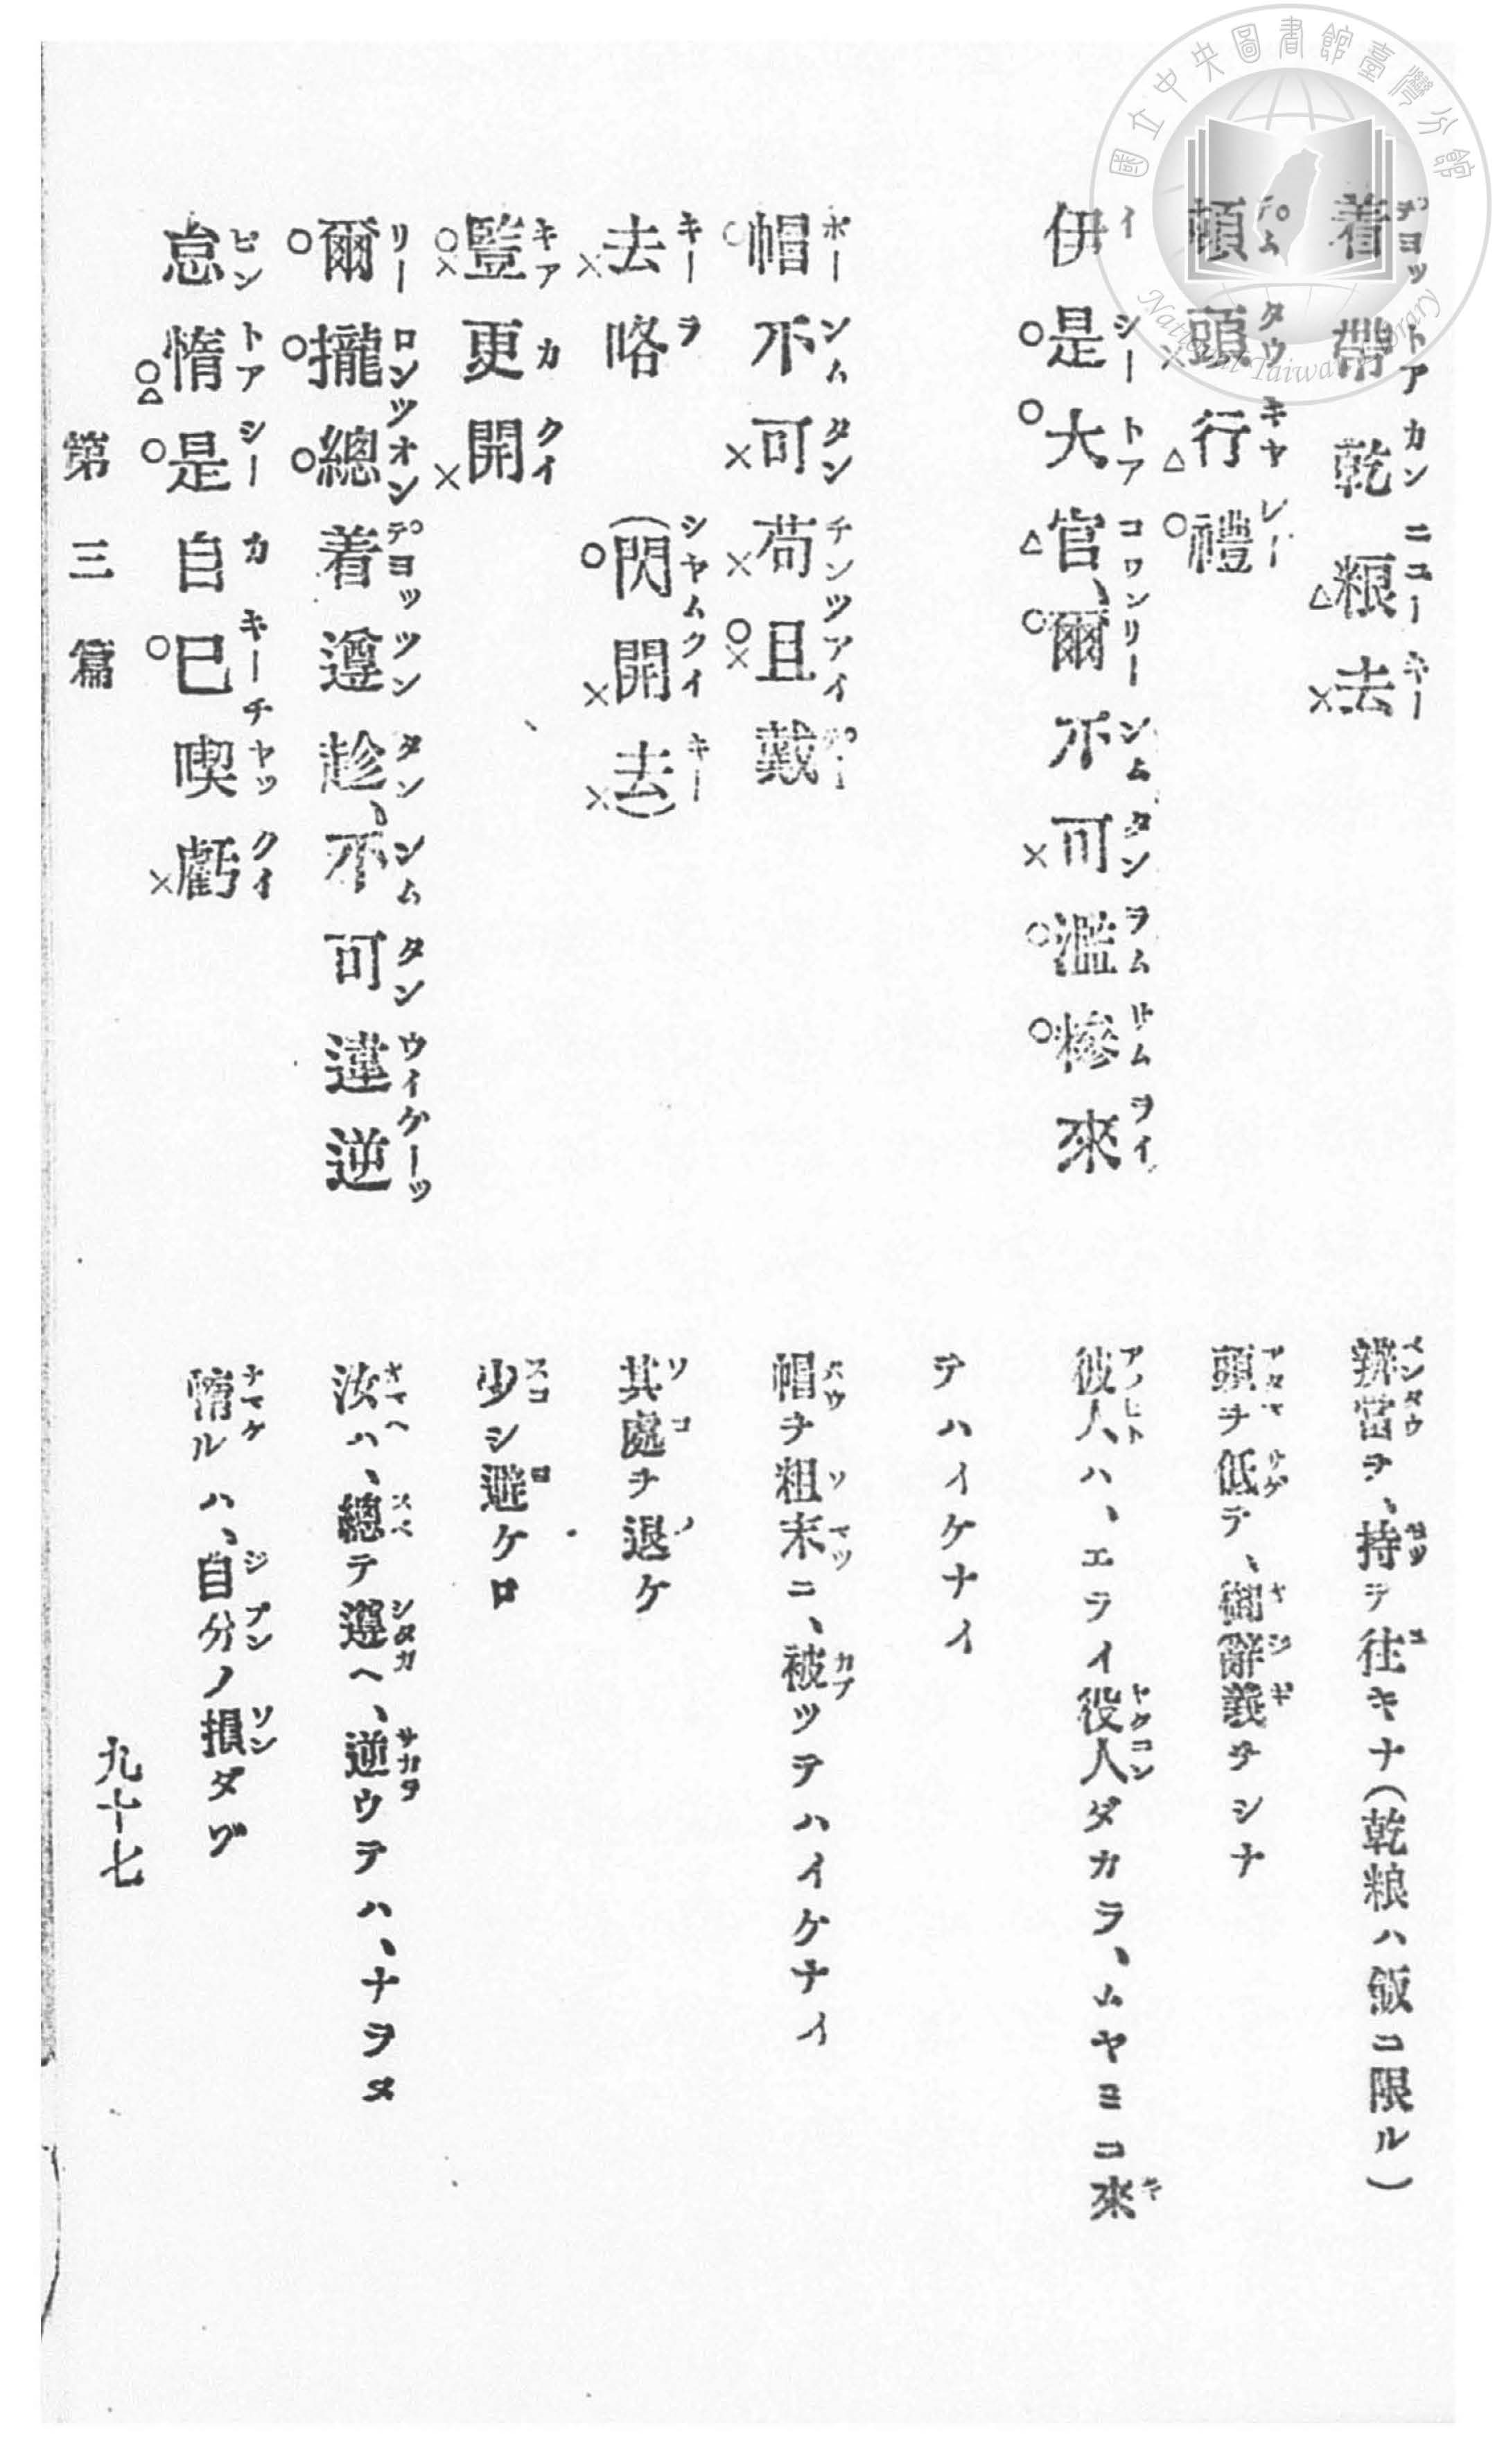 着帶乾粮去
辨當ヲ、持テ往キナ(乾粮ハ飯ニ限ル)
頓頭行禮
頭ヲ低テ、御辭義ヲシナ
伊是大官、爾不可濫糝來
彼人ハ、エライ役人ダカラ、ムヤミニ來
テハイケナイ
帽不可苟且戴
帽ヲ粗末ニ、被ツテハイケナイ
去咯 (閃開去)
其處ヲ退ケ
更開
少シ避ケロ
爾攏總着遵趁、不可違逆
汝ハ、總テ遵ヘ、逆ウテハ、ナラヌ
怠惰是自己喫虧
惰ルハ、自分ノ損ダゾ
第三篇
九十七
國立中央圖書館臺灣分館
National Taiwan Library